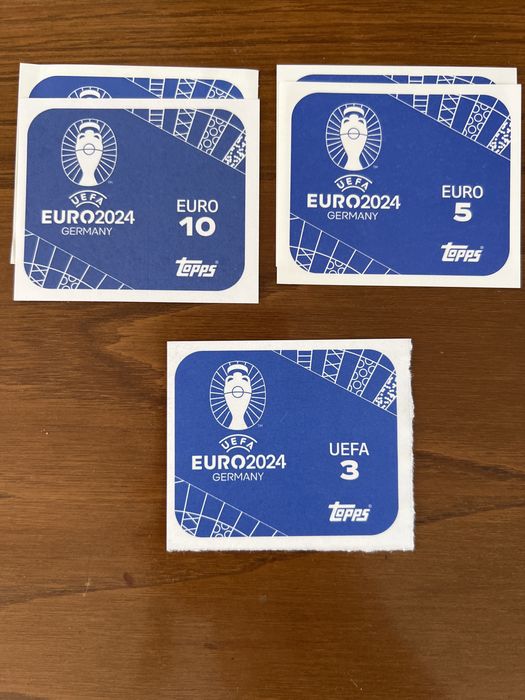 UEFA
EURO2024
GERMANY
EURO
10
topps
UEFA
EURO2024
GERMANY
EURO
5
topps
UEFA
EURO2024
GERMANY
UEFA
3
topps